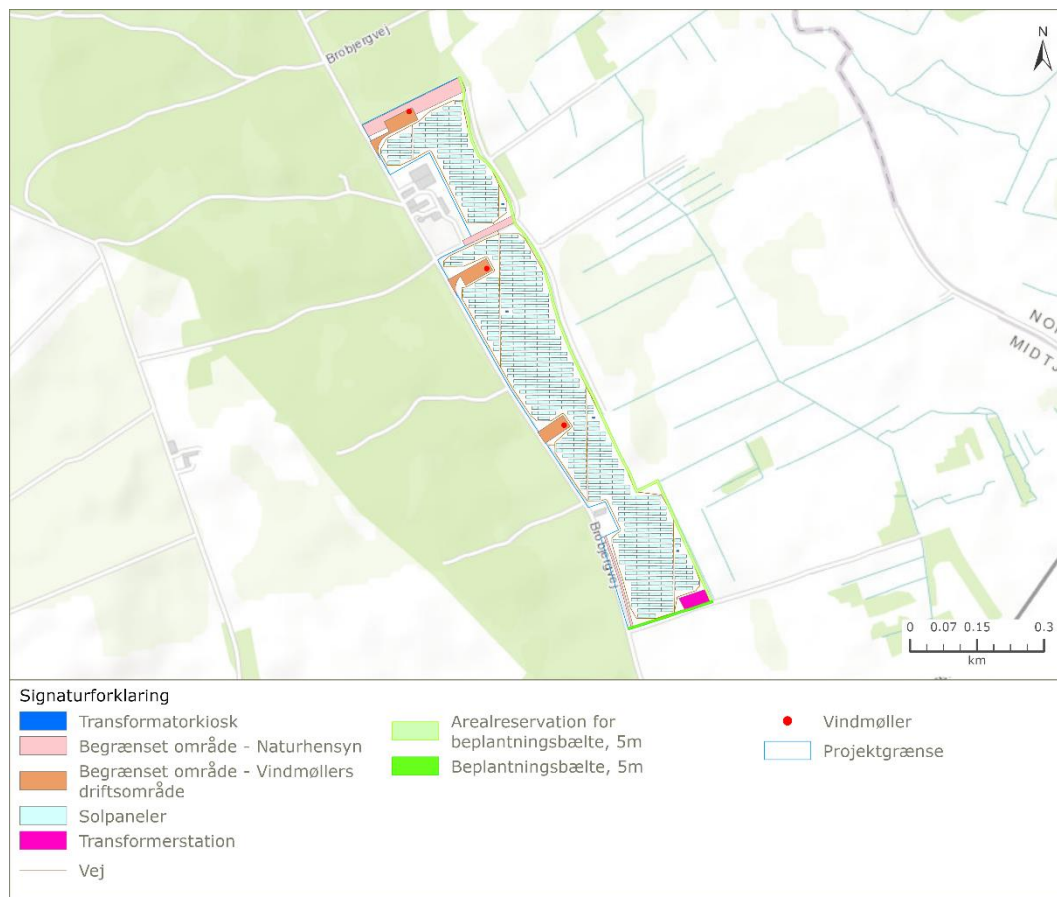 Brobjergvej
N
NO
MIDTJ
Brobjergvej
0 0.07 0.15 0.3
km
Signaturforklaring
Transformatorkiosk
Begrænset område - Naturhensyn
Begrænset område - Vindmøllers
driftsområde
Solpaneler
Transformerstation
Vej
Arealreservation for
beplantningsbælte, 5m
Beplantningsbælte, 5m
Vindmøller
Projektgrænse